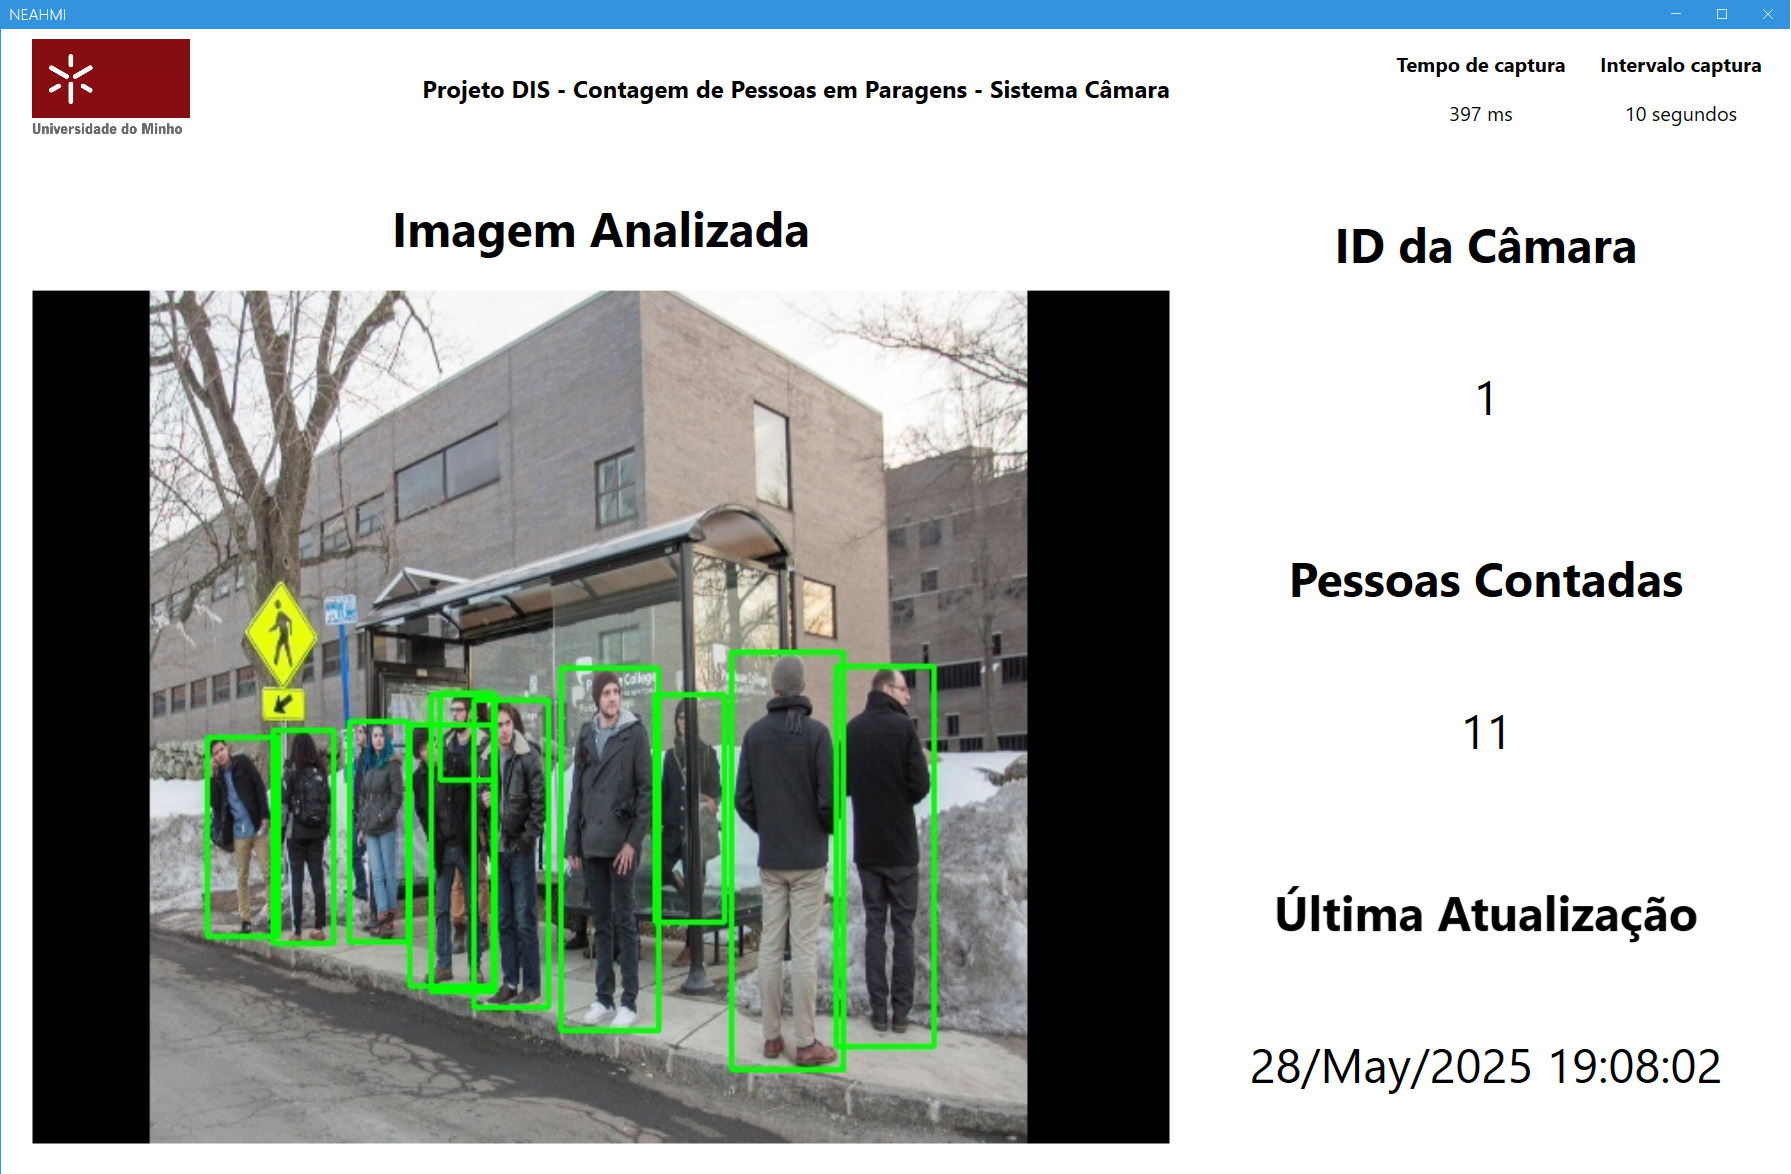 NEAHMI
Universidade do Minho
Projeto DIS - Contagem de Pessoas em Paragens - Sistema Câmara
Tempo de captura
397 ms
Intervalo captura
10 segundos
Imagem Analizada
College
ID da Câmara
1
Pessoas Contadas
11
Última Atualização
28/May/2025 19:08:02